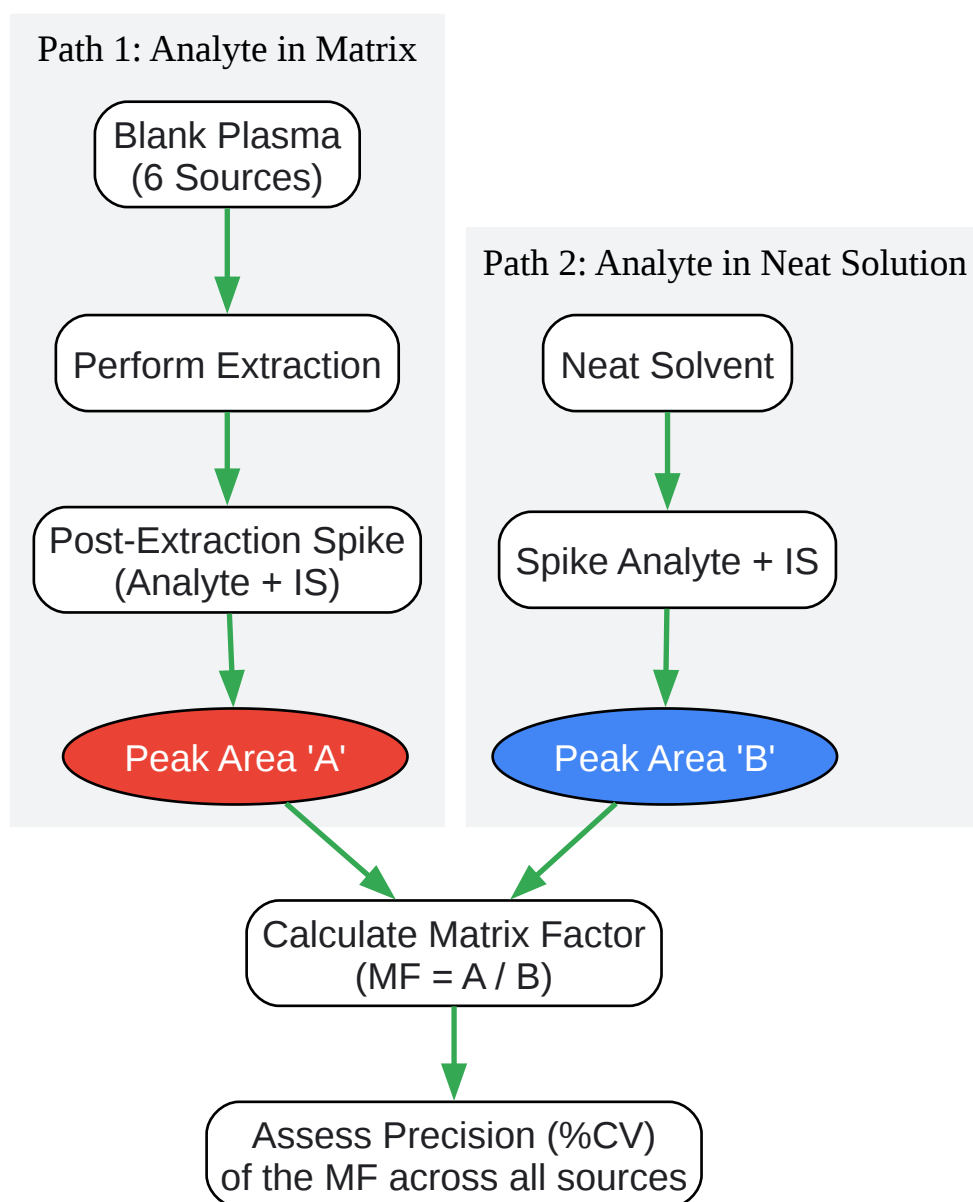 Path 1: Analyte in Matrix
Blank Plasma
(6 Sources)
Perform Extraction
Post-Extraction Spike
(Analyte + IS)
Peak Area 'A'
Path 2: Analyte in Neat Solution
Neat Solvent
Spike Analyte + IS
Peak Area 'B'
Calculate Matrix Factor
(MF = A / B)
Assess Precision (%CV)
of the MF across all sources